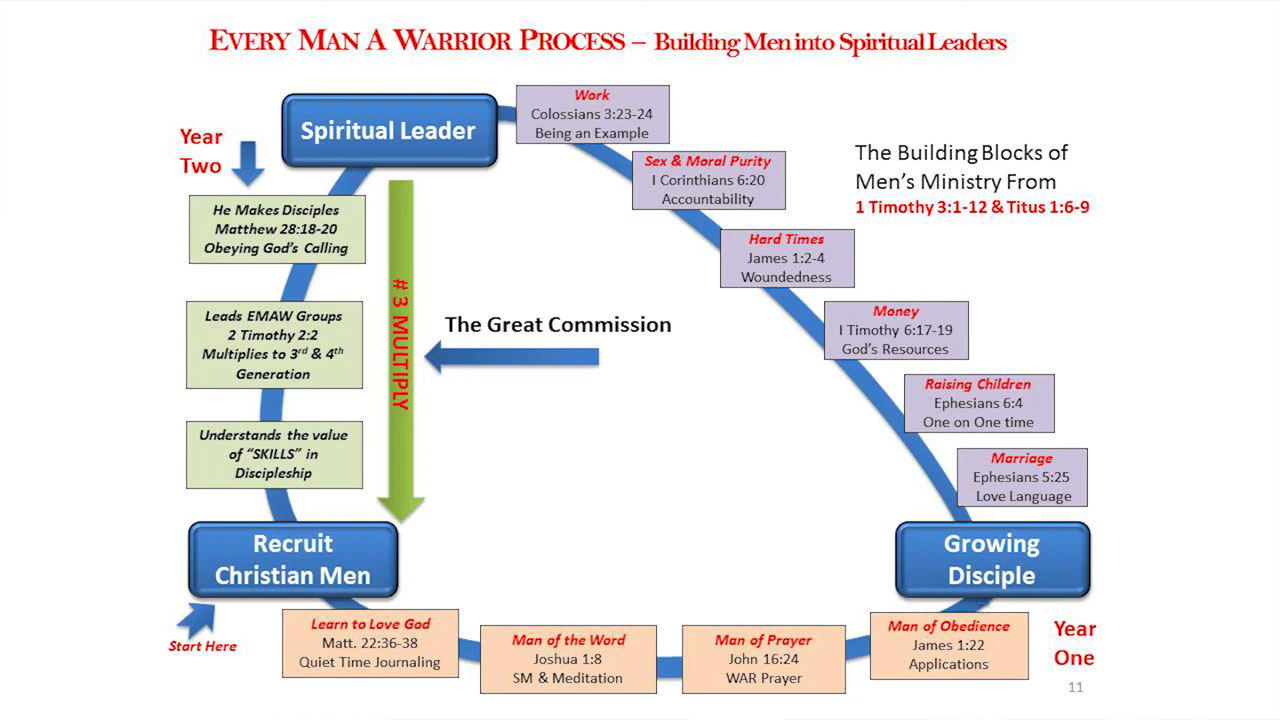 EVERY MAN A WARRIOR PROCESS – Building Men into Spiritual Leaders
Spiritual Leader
Year
Two
He Makes Disciples
Matthew 28:18-20
Obeying God's Calling
Leads EMAW Groups
2 Timothy 2:2
Multiplies to 3rd & 4th
Generation
Understands the value
of “SKILLS” in
Discipleship
# 3 MULTIPLY
The Great Commission
Work
Colossians 3:23-24
Being an Example
Sex & Moral Purity
I Corinthians 6:20
Accountability
Hard Times
James 1:2-4
Woundedness
Money
I Timothy 6:17-19
God's Resources
Raising Children
Ephesians 6:4
One on One time
Marriage
Ephesians 5:25
Love Language
The Building Blocks of
Men's Ministry From
1 Timothy 3:1-12 & Titus 1:6-9
Recruit
Christian Men
Start Here
Growing
Disciple
Learn to Love God
Matt. 22:36-38
Quiet Time Journaling
Man of the Word
Joshua 1:8
SM & Meditation
Man of Prayer
John 16:24
WAR Prayer
Man of Obedience
James 1:22
Applications
Year
One
11